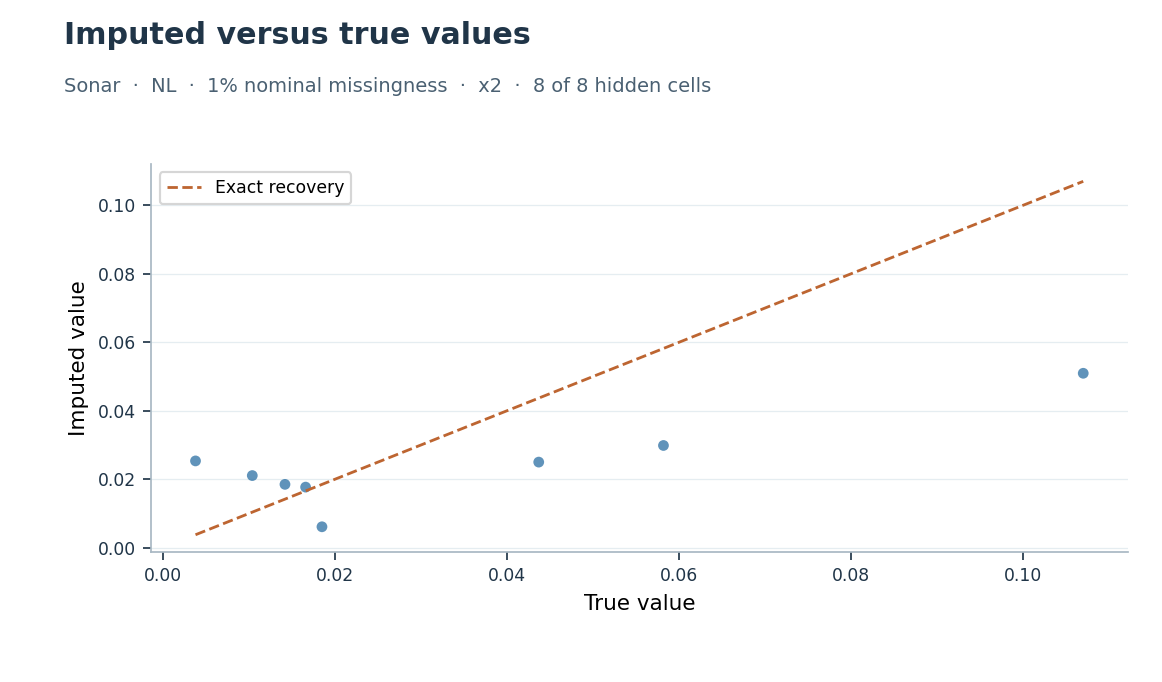 Imputed versus true values
Sonar · NL · 1% nominal missingness · x2 · 8 of 8 hidden cells
Exact recovery
0.10
0.08
0.06
0.04
0.02
0.00
Imputed value
0.00 0.02 0.04 0.06 0.08 0.10
True value